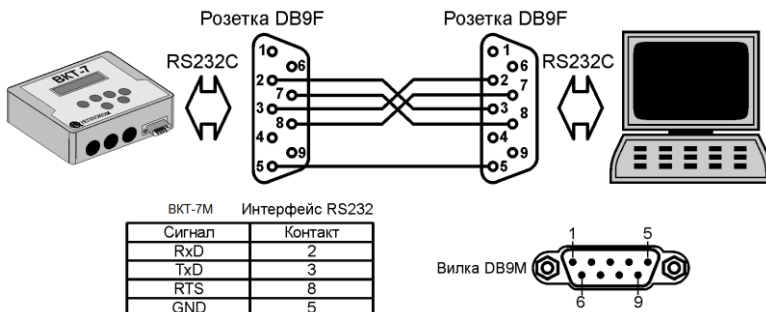 Розетка DB9F
Розетка DB9F
RS232C
RS232C
ВКТ-7
1
6
2
7
3
8
4
9
5
1
6
2
7
3
8
4
9
5
ВКТ-7М Интерфейс RS232
Сигнал Контакт
RxD 2
TxD 3
RTS 8
GND 5
Вилка DB9M
1 5
6 9